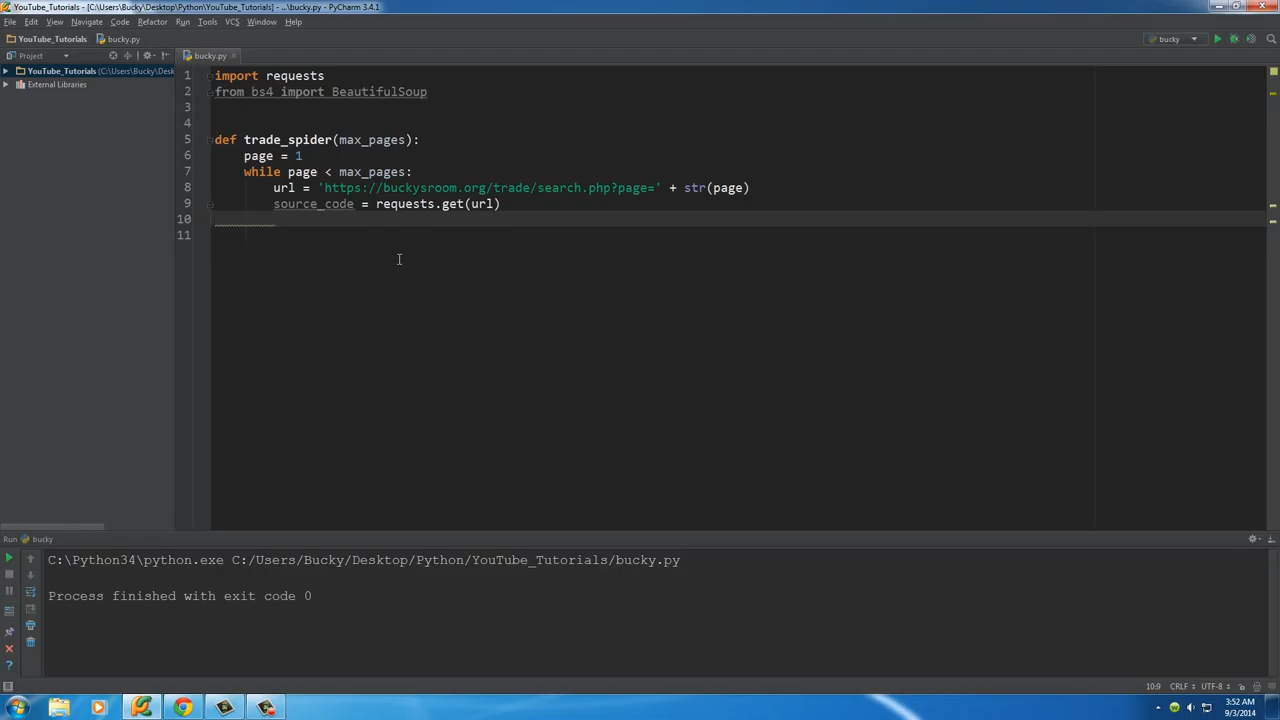 YouTube_Tutorials - [C:\Users\Bucky\Desktop\Python\YouTube_Tutorials] - ...\bucky.py - PyCharm 3.4.1
File Edit View Navigate Code Refactor Run Tools VCS Window Help
YouTube_Tutorials bucky.py bucky
Project bucky.py
YouTube_Tutorials (C:\Users\Bucky\Desk
External Libraries
1 import requests
2 from bs4 import BeautifulSoup
3
4
5 def trade_spider(max_pages):
6 page = 1
7 while page < max_pages:
8 url = 'https://buckysroom.org/trade/search.php?page=' + str(page)
9 source_code = requests.get(url)
10
11
Run bucky
C:\Python34\python.exe C:/Users/Bucky/Desktop/Python/YouTube_Tutorials/bucky.py
Process finished with exit code 0
10:9 CRLF UTF-8
3:52 AM
9/3/2014